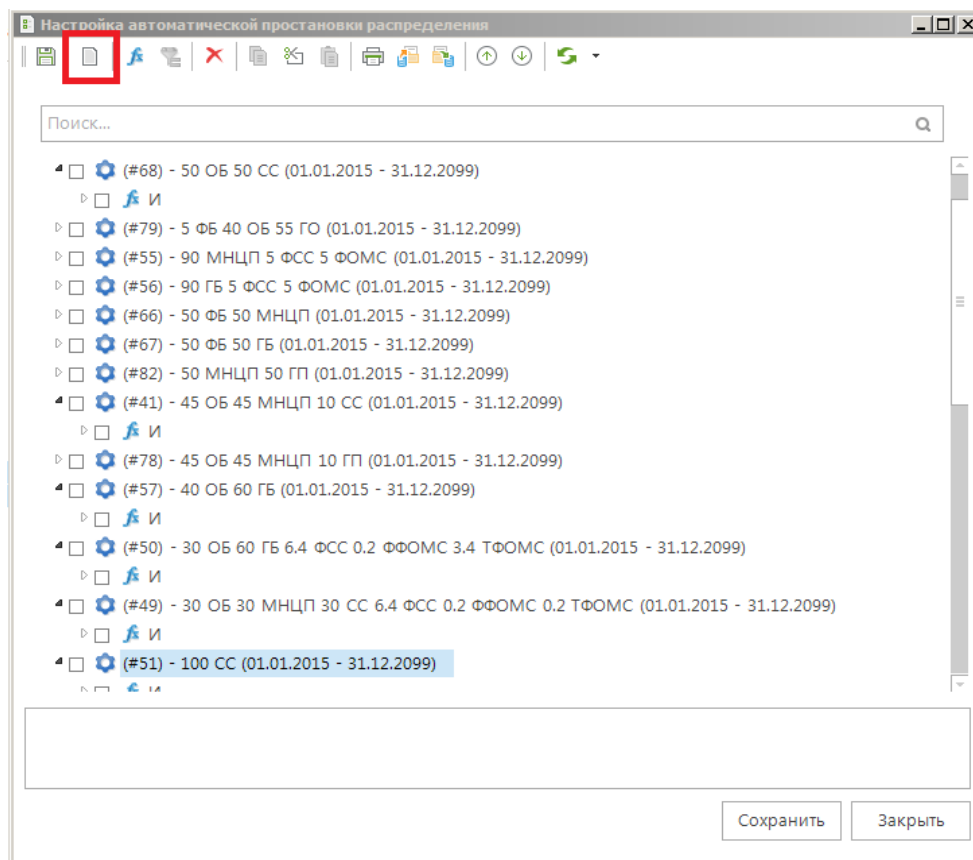 Настройка автоматической простановки распределения
Поиск...
(#68) - 50 ОБ 50 СС (01.01.2015 - 31.12.2099)
fx И
(#79) - 5 ФБ 40 ОБ 55 ГО (01.01.2015 - 31.12.2099)
(#55) - 90 МНЦП 5 ФСС 5 ФОМС (01.01.2015 - 31.12.2099)
(#56) - 90 ГБ 5 ФСС 5 ФОМС (01.01.2015 - 31.12.2099)
(#66) - 50 ФБ 50 МНЦП (01.01.2015 - 31.12.2099)
(#67) - 50 ФБ 50 ГБ (01.01.2015 - 31.12.2099)
(#82) - 50 МНЦП 50 ГП (01.01.2015 - 31.12.2099)
(#41) - 45 ОБ 45 МНЦП 10 СС (01.01.2015 - 31.12.2099)
fx И
(#78) - 45 ОБ 45 МНЦП 10 ГП (01.01.2015 - 31.12.2099)
(#57) - 40 ОБ 60 ГБ (01.01.2015 - 31.12.2099)
fx И
(#50) - 30 ОБ 60 ГБ 6.4 ФСС 0.2 ФФОМС 3.4 ТФОМС (01.01.2015 - 31.12.2099)
fx И
(#49) - 30 ОБ 30 МНЦП 30 СС 6.4 ФСС 0.2 ФФОМС 0.2 ТФОМС (01.01.2015 - 31.12.2099)
fx И
(#51) - 100 СС (01.01.2015 - 31.12.2099)
fx И
Сохранить Закрыть